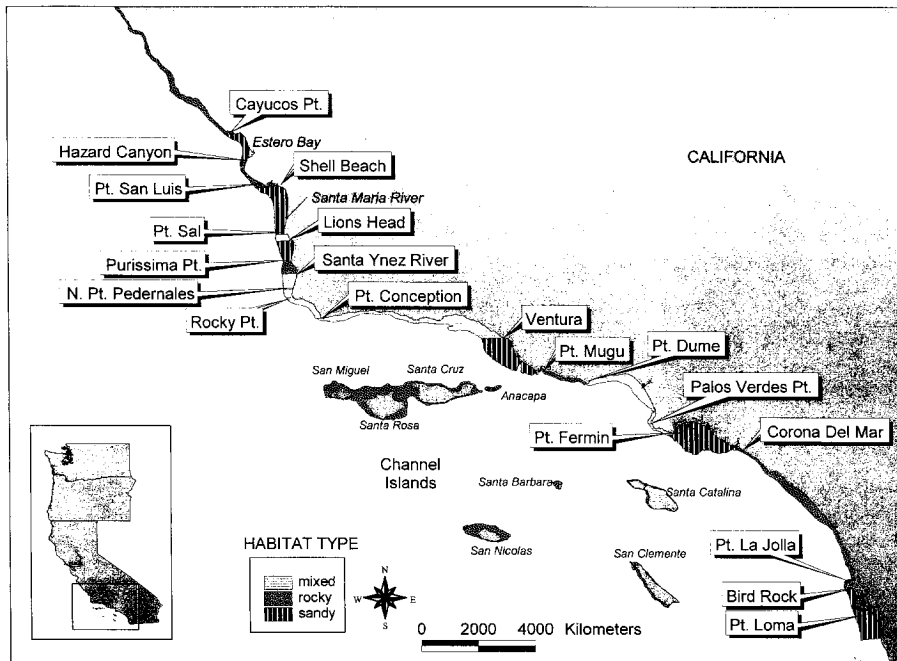 Cayucos Pt.
Estero Bay
Hazard Canyon
Shell Beach
CALIFORNIA
Pt. San Luis
Santa Maria River
Lions Head
Pt. Sal
Santa Ynez River
Purissima Pt.
N. Pt. Pedernales
Pt. Conception
Rocky Pt.
Ventura
Pt. Mugu
Pt. Dume
San Miguel
Santa Cruz
Anacapa
Palos Verdes Pt.
Santa Rosa
Pt. Fermin
Corona Del Mar
Channel
Islands
Santa Barbara
Santa Catalina
HABITAT TYPE
San Nicolas
San Clemente
Pt. La Jolla
mixed
rocky
sandy
N
W
E
S
Bird Rock
Pt. Loma
0 2000 4000 Kilometers